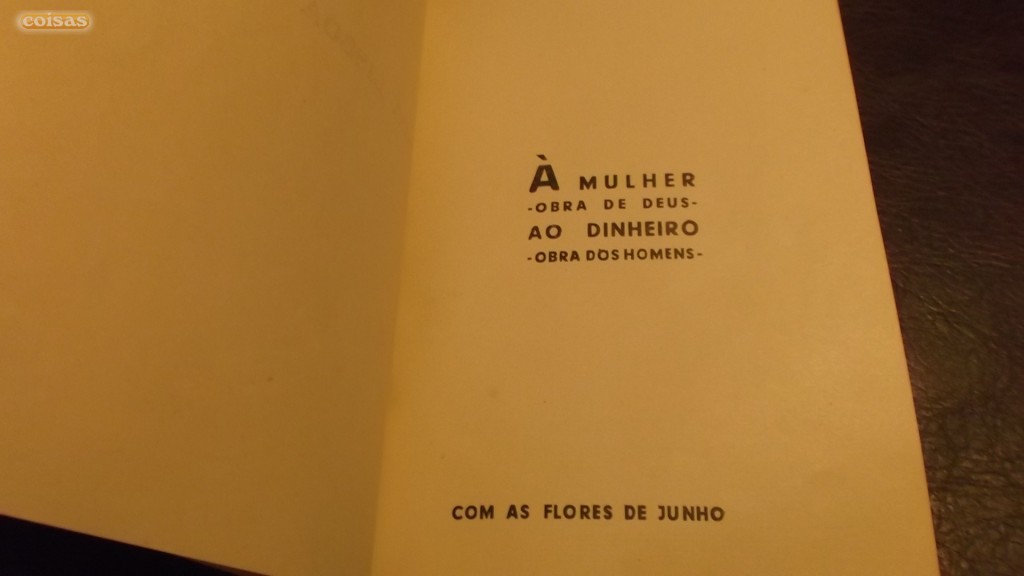 coisas
À MULHER
-OBRA DE DEUS-
AO DINHEIRO
-OBRA DOS HOMENS-
COM AS FLORES DE JUNHO